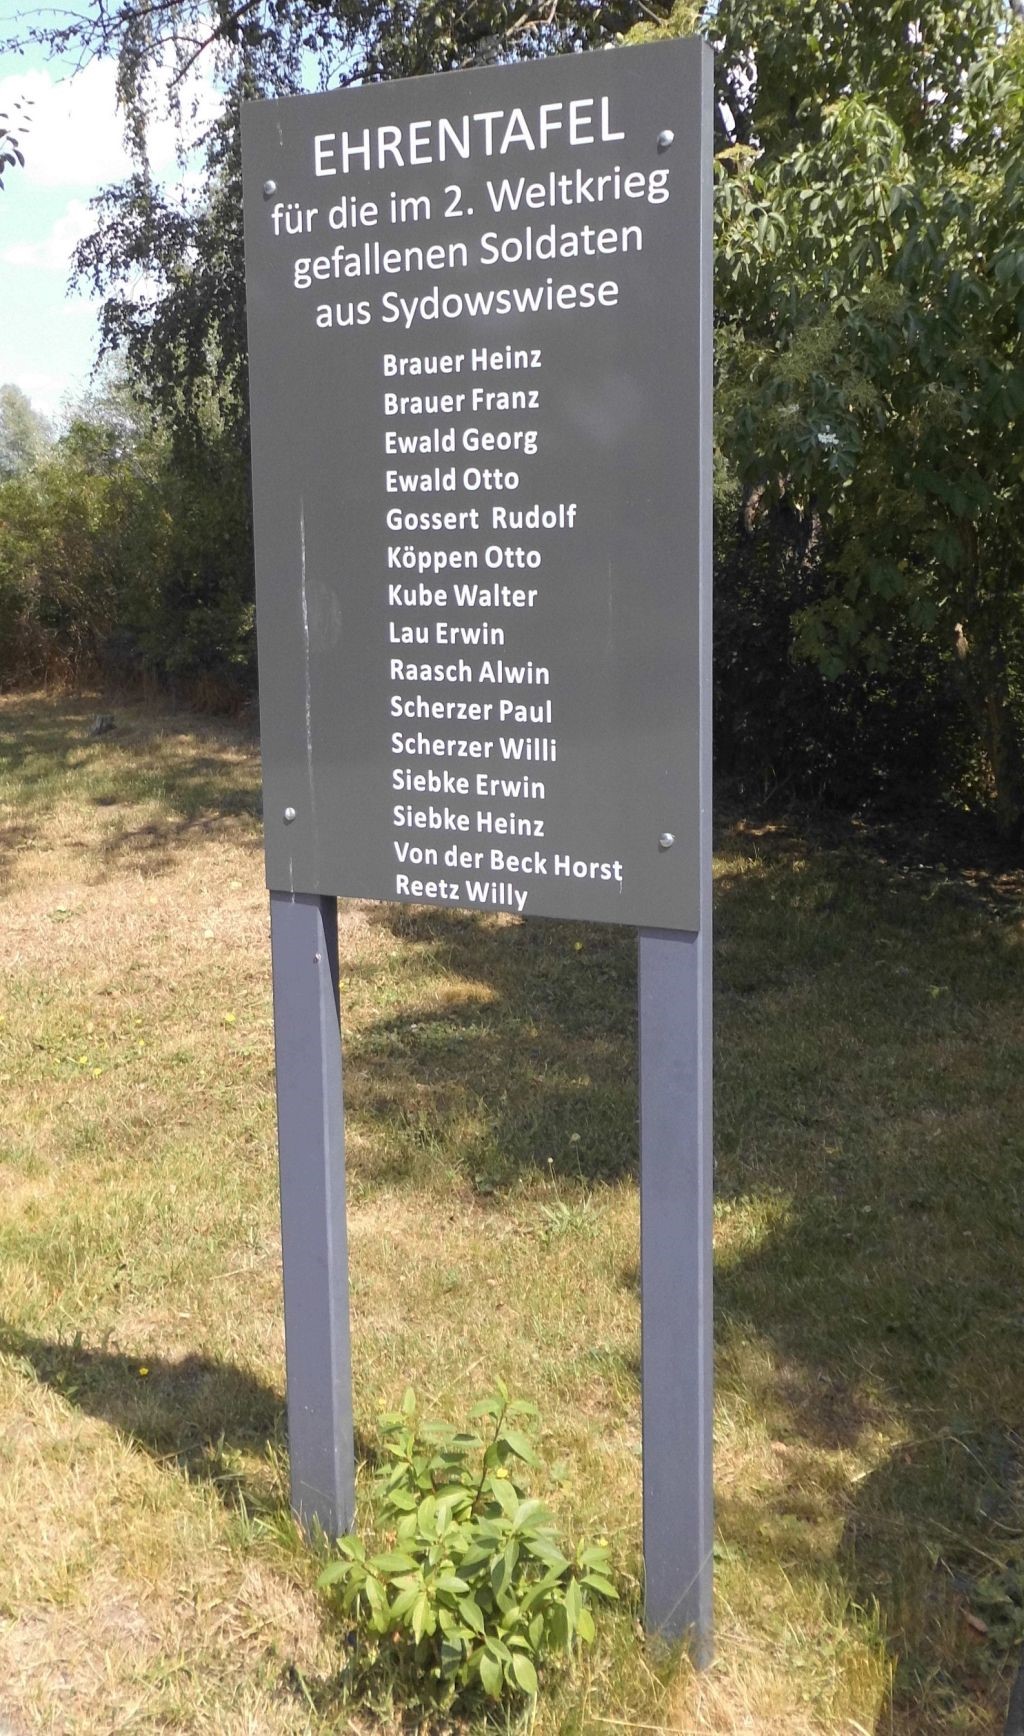 EHRENTAFEL
für die im 2. Weltkrieg
gefallenen Soldaten
aus Sydowswiese
Brauer Heinz
Brauer Franz
Ewald Georg
Ewald Otto
Gossert Rudolf
Köppen Otto
Kube Walter
Lau Erwin
Raasch Alwin
Scherzer Paul
Scherzer Willi
Siebke Erwin
Siebke Heinz
Von der Beck Horst
Reetz Willy